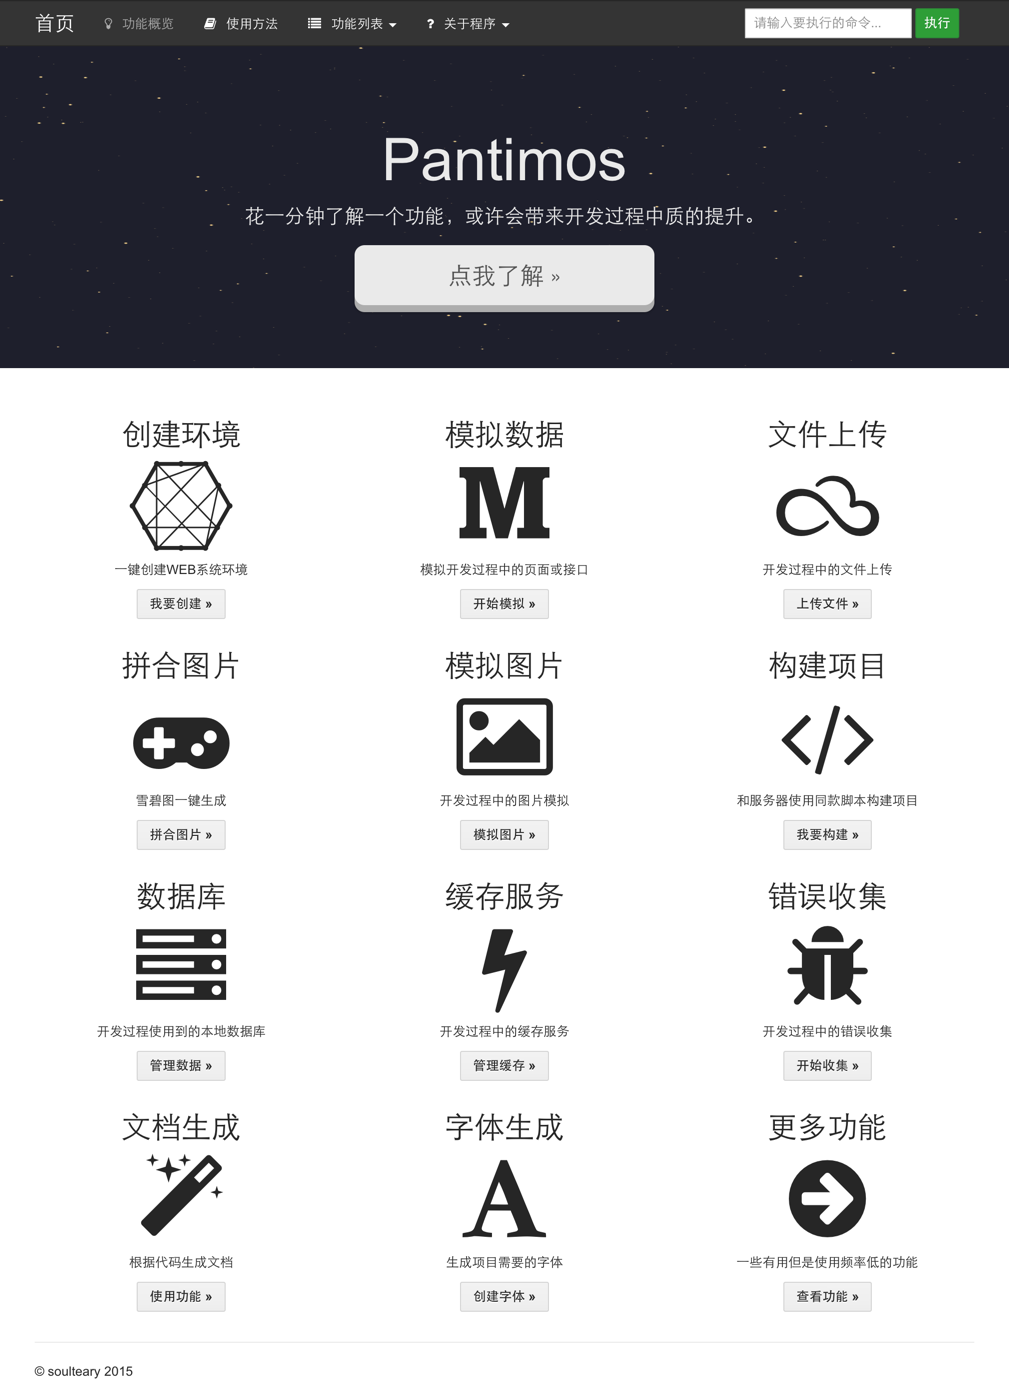 首页 功能概览 使用方法 功能列表 关于程序 请输入要执行的命令... 执行
Pantimos
花一分钟了解一个功能，或许会带来开发过程中质的提升。
点我了解 »
创建环境 模拟数据 文件上传
一键创建WEB系统环境 模拟开发过程中的页面或接口 开发过程中的文件上传
我要创建 » 开始模拟 » 上传文件 »
拼合图片 模拟图片 构建项目
雪碧图一键生成 开发过程中的图片模拟 和服务器使用同款脚本构建项目
拼合图片 » 模拟图片 » 我要构建 »
数据库 缓存服务 错误收集
开发过程使用到的本地数据库 开发过程中的缓存服务 开发过程中的错误收集
管理数据 » 管理缓存 » 开始收集 »
文档生成 字体生成 更多功能
根据代码生成文档 生成项目需要的字体 一些有用但是使用频率低的功能
使用功能 » 创建字体 » 查看功能 »
© soulteary 2015